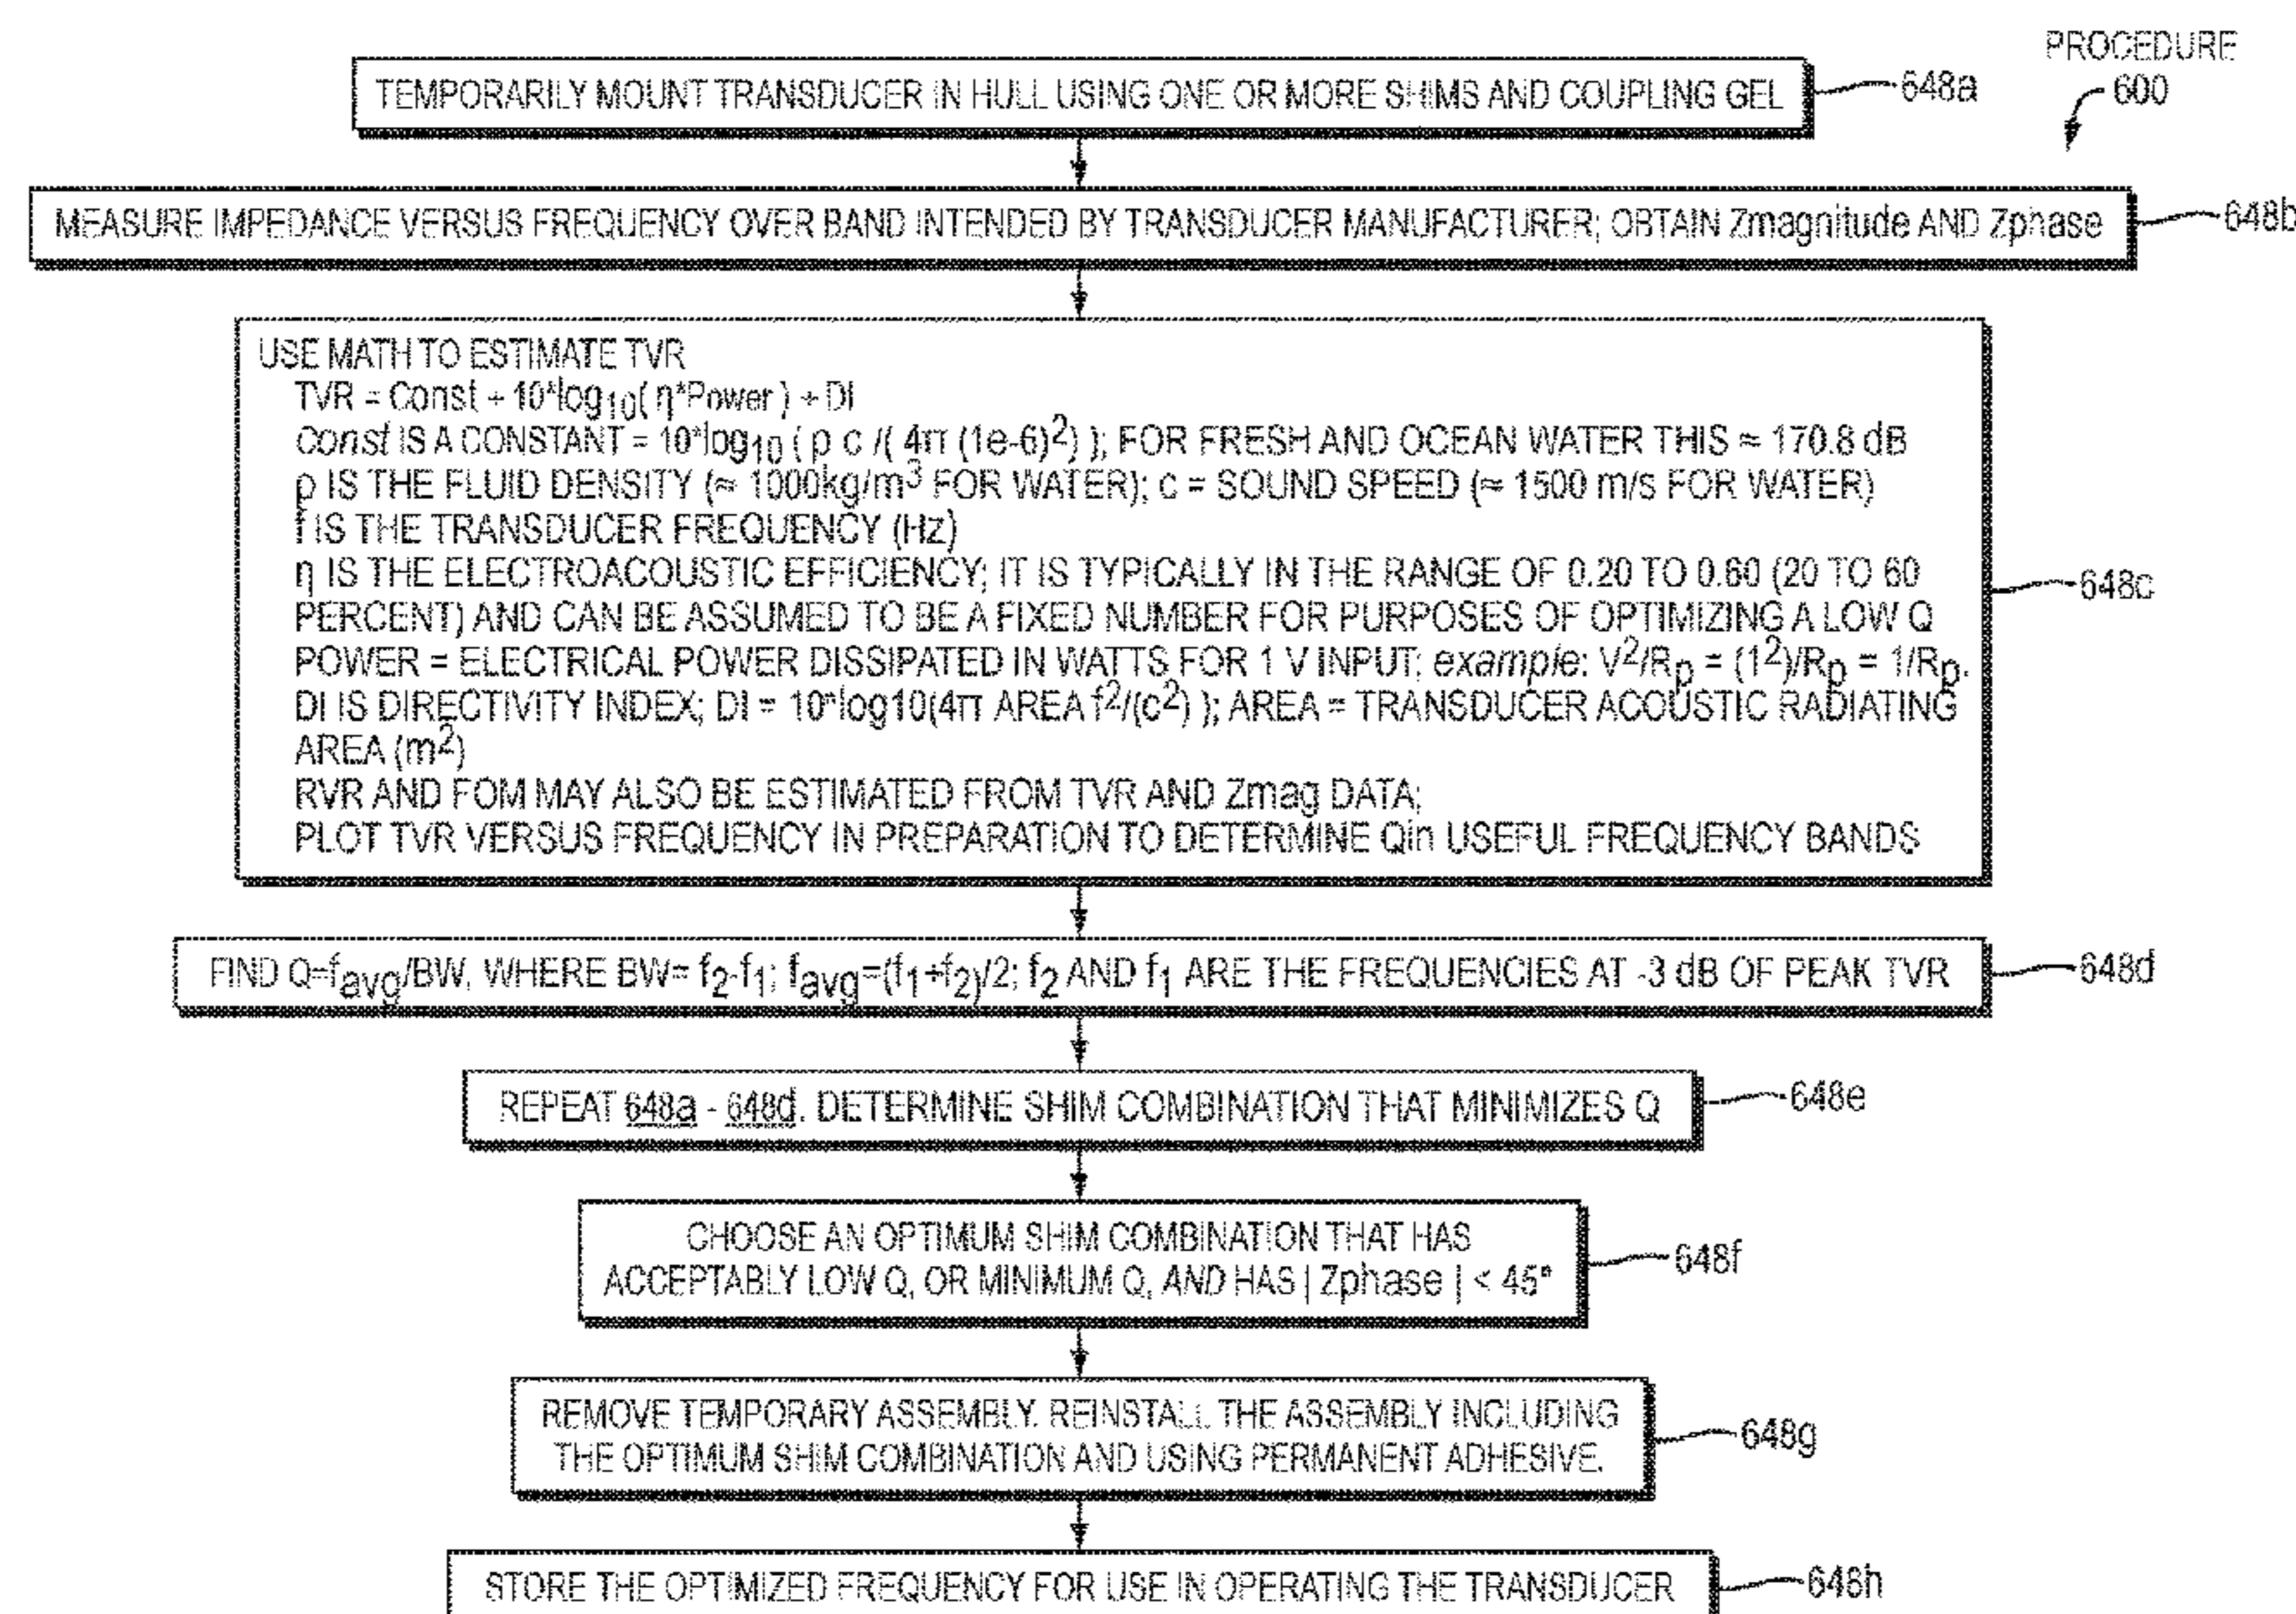 PROCEDURE
600
TEMPORARILY MOUNT TRANSDUCER IN HULL USING ONE OR MORE SHIMS AND COUPLING GEL
648a
MEASURE IMPEDANCE VERSUS FREQUENCY OVER BAND INTENDED BY TRANSDUCER MANUFACTURER; OBTAIN Zmagnitude AND Zphase
648b
USE MATH TO ESTIMATE TVR
TVR = Const + 10*log10( η*Power ) + DI
const IS A CONSTANT = 10*log10 ( ρ c /( 4π (1e-6)²) ); FOR FRESH AND OCEAN WATER THIS ≈ 170.8 dB
ρ IS THE FLUID DENSITY (≈ 1000kg/m³ FOR WATER); c = SOUND SPEED (≈ 1500 m/s FOR WATER)
f IS THE TRANSDUCER FREQUENCY (Hz)
η IS THE ELECTROACOUSTIC EFFICIENCY; IT IS TYPICALLY IN THE RANGE OF 0.20 TO 0.60 (20 TO 60
PERCENT) AND CAN BE ASSUMED TO BE A FIXED NUMBER FOR PURPOSES OF OPTIMIZING A LOW Q
POWER = ELECTRICAL POWER DISSIPATED IN WATTS FOR 1 V INPUT; example: V²/Rp = (1²)/Rp = 1/Rp.
DI IS DIRECTIVITY INDEX; DI = 10*log10(4π AREA f²/(c²) ); AREA = TRANSDUCER ACOUSTIC RADIATING
AREA (m²)
RVR AND FOM MAY ALSO BE ESTIMATED FROM TVR AND Zmag DATA;
PLOT TVR VERSUS FREQUENCY IN PREPARATION TO DETERMINE Qin USEFUL FREQUENCY BANDS
648c
FIND Q=favg/BW, WHERE BW= f2-f1; favg=(f1+f2)/2; f2 AND f1 ARE THE FREQUENCIES AT -3 dB OF PEAK TVR
648d
REPEAT 648a - 648d. DETERMINE SHIM COMBINATION THAT MINIMIZES Q
648e
CHOOSE AN OPTIMUM SHIM COMBINATION THAT HAS
ACCEPTABLY LOW Q, OR MINIMUM Q, AND HAS | Zphase | < 45°
648f
REMOVE TEMPORARY ASSEMBLY. REINSTALL THE ASSEMBLY INCLUDING
THE OPTIMUM SHIM COMBINATION AND USING PERMANENT ADHESIVE.
648g
STORE THE OPTIMIZED FREQUENCY FOR USE IN OPERATING THE TRANSDUCER
648h